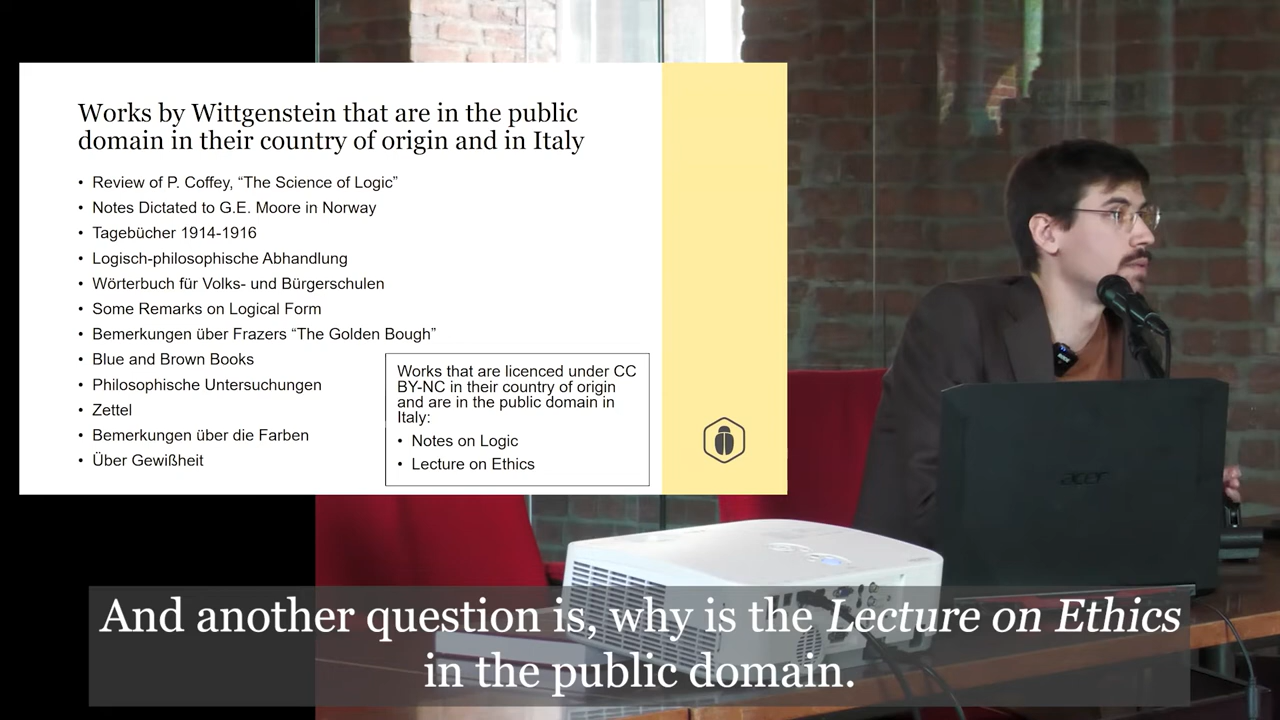 Works by Wittgenstein that are in the public
domain in their country of origin and in Italy
• Review of P. Coffey, “The Science of Logic”
• Notes Dictated to G.E. Moore in Norway
• Tagebücher 1914-1916
• Logisch-philosophische Abhandlung
• Wörterbuch für Volks- und Bürgerschulen
• Some Remarks on Logical Form
• Bemerkungen über Frazers “The Golden Bough”
• Blue and Brown Books
• Philosophische Untersuchungen
• Zettel
• Bemerkungen über die Farben
• Über Gewißheit
Works that are licenced under CC
BY-NC in their country of origin
and are in the public domain in
Italy:
• Notes on Logic
• Lecture on Ethics
acer
And another question is, why is the Lecture on Ethics
in the public domain.